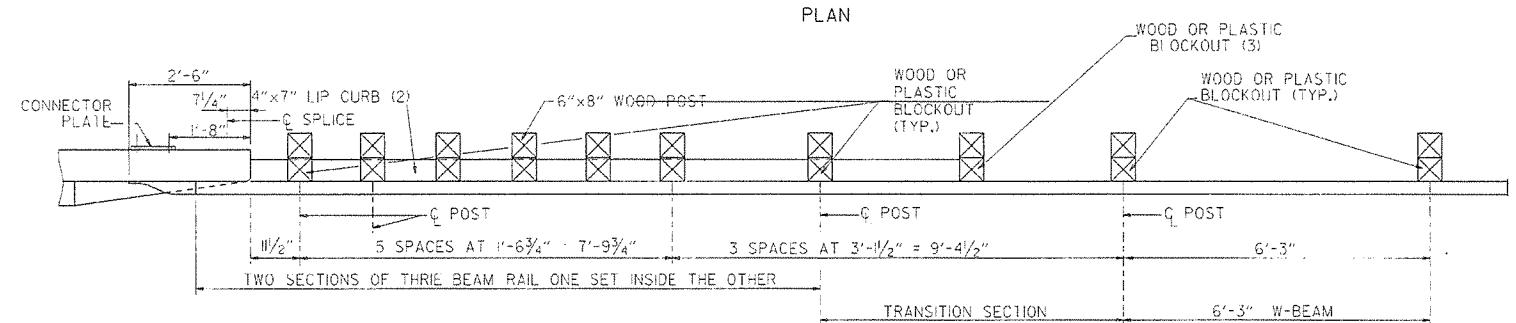 PLAN
WOOD OR PLASTIC
BLOCKOUT (3)
2'-6"
7¼"
4"x7" LIP CURB (2)
CONNECTOR
PLATE
℄ SPLICE
1'-8"
6"x8" WOOD POST
WOOD OR
PLASTIC
BLOCKOUT
(TYP.)
WOOD OR PLASTIC
BLOCKOUT (TYP.)
℄ POST
℄ POST
℄ POST
11½"
5 SPACES AT 1'-6¾" = 7'-9¾"
3 SPACES AT 3'-1½" = 9'-4½"
6'-3"
TWO SECTIONS OF THRIE BEAM RAIL ONE SET INSIDE THE OTHER
TRANSITION SECTION
6'-3" W-BEAM